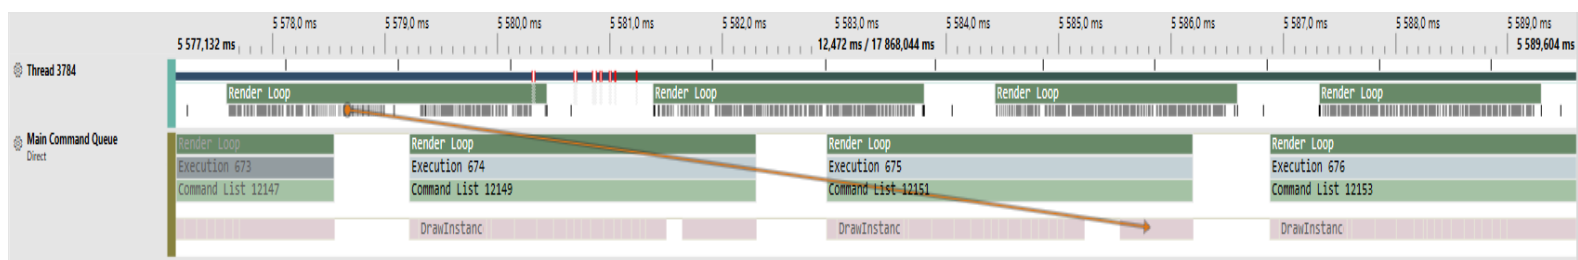 5 578,0 ms 5 579,0 ms 5 580,0 ms 5 581,0 ms 5 582,0 ms 5 583,0 ms 5 584,0 ms 5 585,0 ms 5 586,0 ms 5 587,0 ms 5 588,0 ms 5 589,0 ms
5 577,132 ms 12,472 ms / 17 868,044 ms 5 589,604 ms
Thread 3784
Render Loop Render Loop Render Loop Render Loop
Main Command Queue
Direct
Render Loop Render Loop Render Loop Render Loop
Execution 673 Execution 674 Execution 675 Execution 676
Command List 12147 Command List 12149 Command List 12151 Command List 12153
DrawInstanc DrawInstanc DrawInstanc